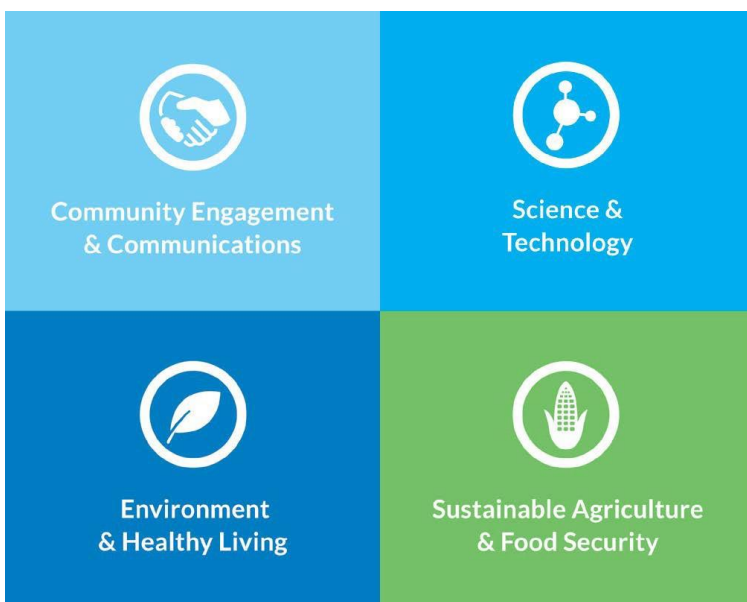 Community Engagement
& Communications
Science &
Technology
Environment
& Healthy Living
Sustainable Agriculture
& Food Security